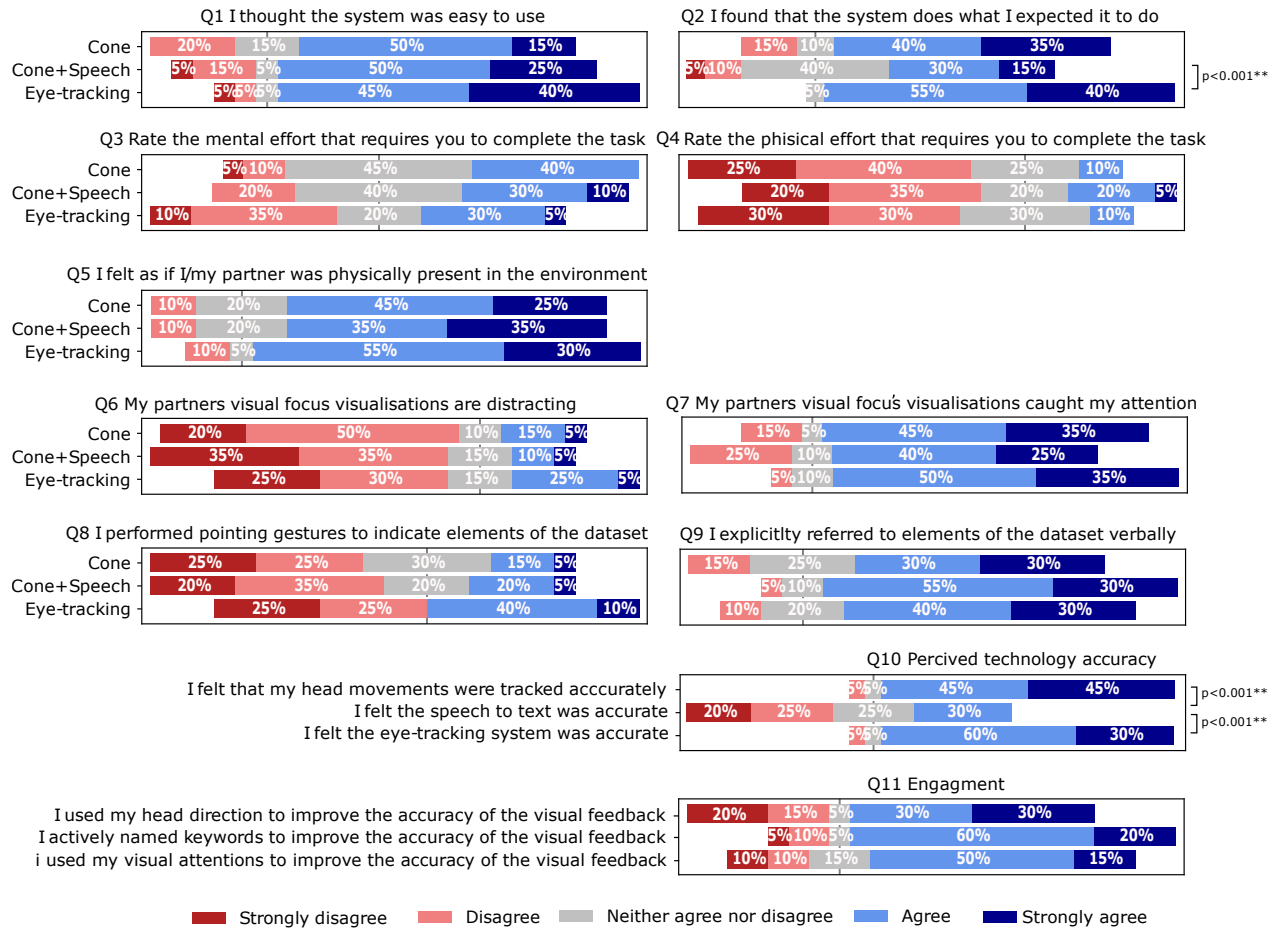 Q1 I thought the system was easy to use
Cone 20% 15% 50% 15%
Cone+Speech 5% 15% 5% 50% 25%
Eye-tracking 5% 5% 5% 45% 40%
Q2 I found that the system does what I expected it to do
15% 10% 40% 35%
5% 10% 40% 30% 15%
5% 55% 40%
p<0.001**
Q3 Rate the mental effort that requires you to complete the task
Cone 5% 10% 45% 40%
Cone+Speech 20% 40% 30% 10%
Eye-tracking 10% 35% 20% 30% 5%
Q4 Rate the phisical effort that requires you to complete the task
25% 40% 25% 10%
20% 35% 20% 20% 5%
30% 30% 30% 10%
Q5 I felt as if I/my partner was physically present in the environment
Cone 10% 20% 45% 25%
Cone+Speech 10% 20% 35% 35%
Eye-tracking 10% 5% 55% 30%
Q6 My partners visual focus visualisations are distracting
Cone 20% 50% 10% 15% 5%
Cone+Speech 35% 35% 15% 10% 5%
Eye-tracking 25% 30% 15% 25% 5%
Q7 My partners visual focus's visualisations caught my attention
15% 5% 45% 35%
25% 10% 40% 25%
5% 10% 50% 35%
Q8 I performed pointing gestures to indicate elements of the dataset
Cone 25% 25% 30% 15% 5%
Cone+Speech 20% 35% 20% 20% 5%
Eye-tracking 25% 25% 40% 10%
Q9 I explicitlty referred to elements of the dataset verbally
15% 25% 30% 30%
5% 10% 55% 30%
10% 20% 40% 30%
Q10 Percived technology accuracy
I felt that my head movements were tracked acccurately 5% 5% 45% 45%
I felt the speech to text was accurate 20% 25% 25% 30%
I felt the eye-tracking system was accurate 5% 5% 60% 30%
p<0.001**
p<0.001**
Q11 Engagment
I used my head direction to improve the accuracy of the visual feedback 20% 15% 5% 30% 30%
I actively named keywords to improve the accuracy of the visual feedback 5% 10% 5% 60% 20%
i used my visual attentions to improve the accuracy of the visual feedback 10% 10% 15% 50% 15%
Strongly disagree Disagree Neither agree nor disagree Agree Strongly agree